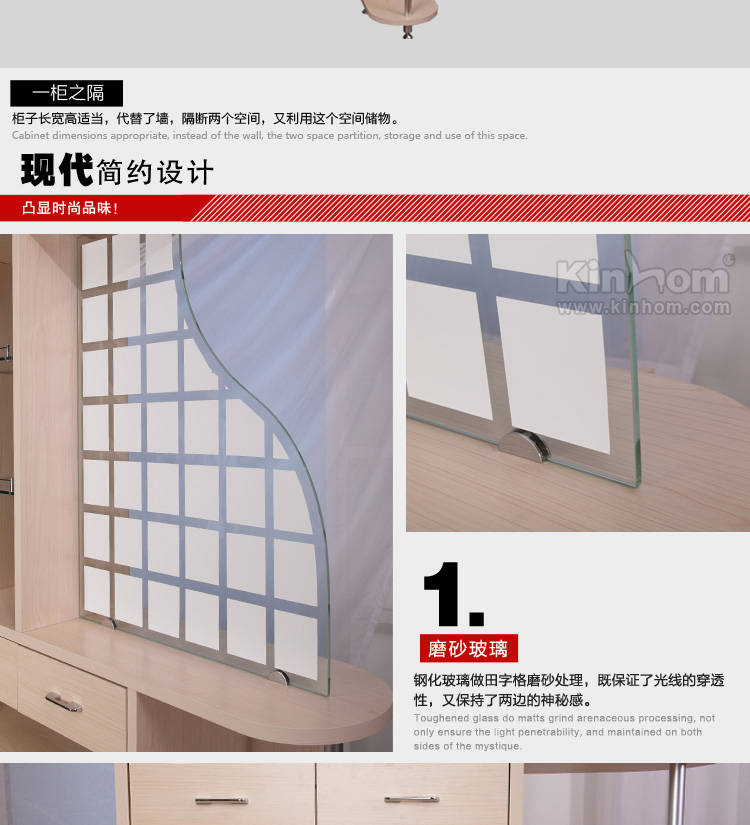 一柜之隔
柜子长宽高适当，代替了墙，隔断两个空间，又利用这个空间储物。
Cabinet dimensions appropriate, instead of the wall, the two space partition, storage and use of this space.
现代简约设计
凸显时尚品味！
Kinhom
www.kinhom.com
1.
磨砂玻璃
钢化玻璃做田字格磨砂处理，既保证了光线的穿透
性，又保持了两边的神秘感。
Toughened glass do matts grind arenaceous processing, not
only ensure the light penetrability, and maintained on both
sides of the mystique.